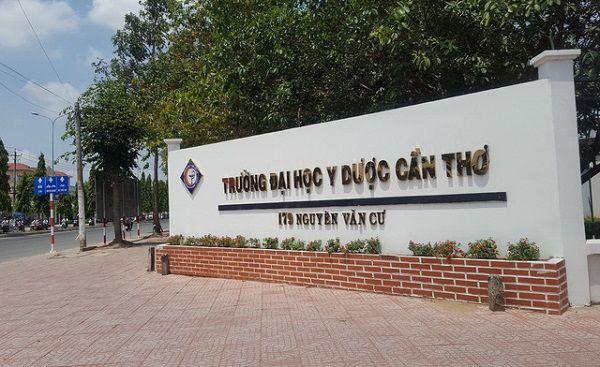 TRƯỜNG ĐẠI HỌC Y DƯỢC CẦN THƠ
179 NGUYỄN VĂN CỪ